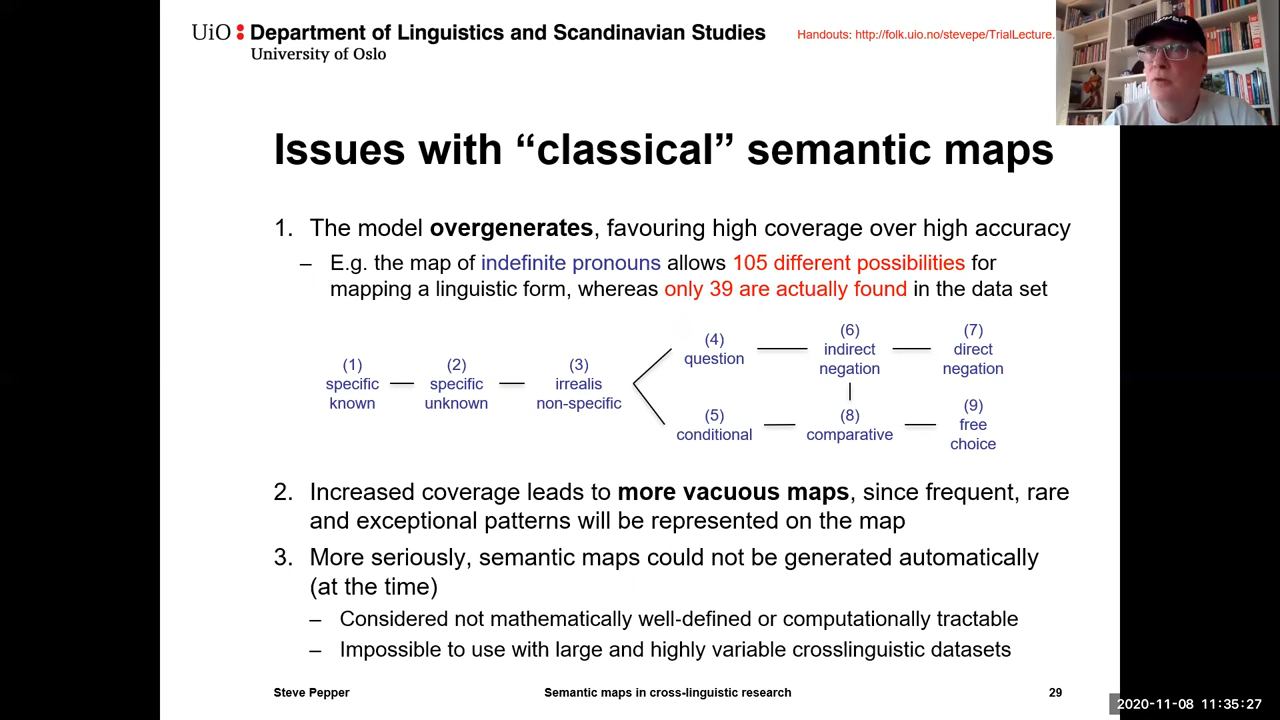 UiO : Department of Linguistics and Scandinavian Studies
University of Oslo
Handouts: http://folk.uio.no/stevepe/TrialLecture.
Issues with “classical” semantic maps
1. The model overgenerates, favouring high coverage over high accuracy
– E.g. the map of indefinite pronouns allows 105 different possibilities for
mapping a linguistic form, whereas only 39 are actually found in the data set
(1)
specific
known
(2)
specific
unknown
(3)
irrealis
non-specific
(4)
question
(5)
conditional
(6)
indirect
negation
(8)
comparative
(7)
direct
negation
(9)
free
choice
2. Increased coverage leads to more vacuous maps, since frequent, rare
and exceptional patterns will be represented on the map
3. More seriously, semantic maps could not be generated automatically
(at the time)
– Considered not mathematically well-defined or computationally tractable
– Impossible to use with large and highly variable crosslinguistic datasets
Steve Pepper
Semantic maps in cross-linguistic research
29
2020-11-08 11:35:27